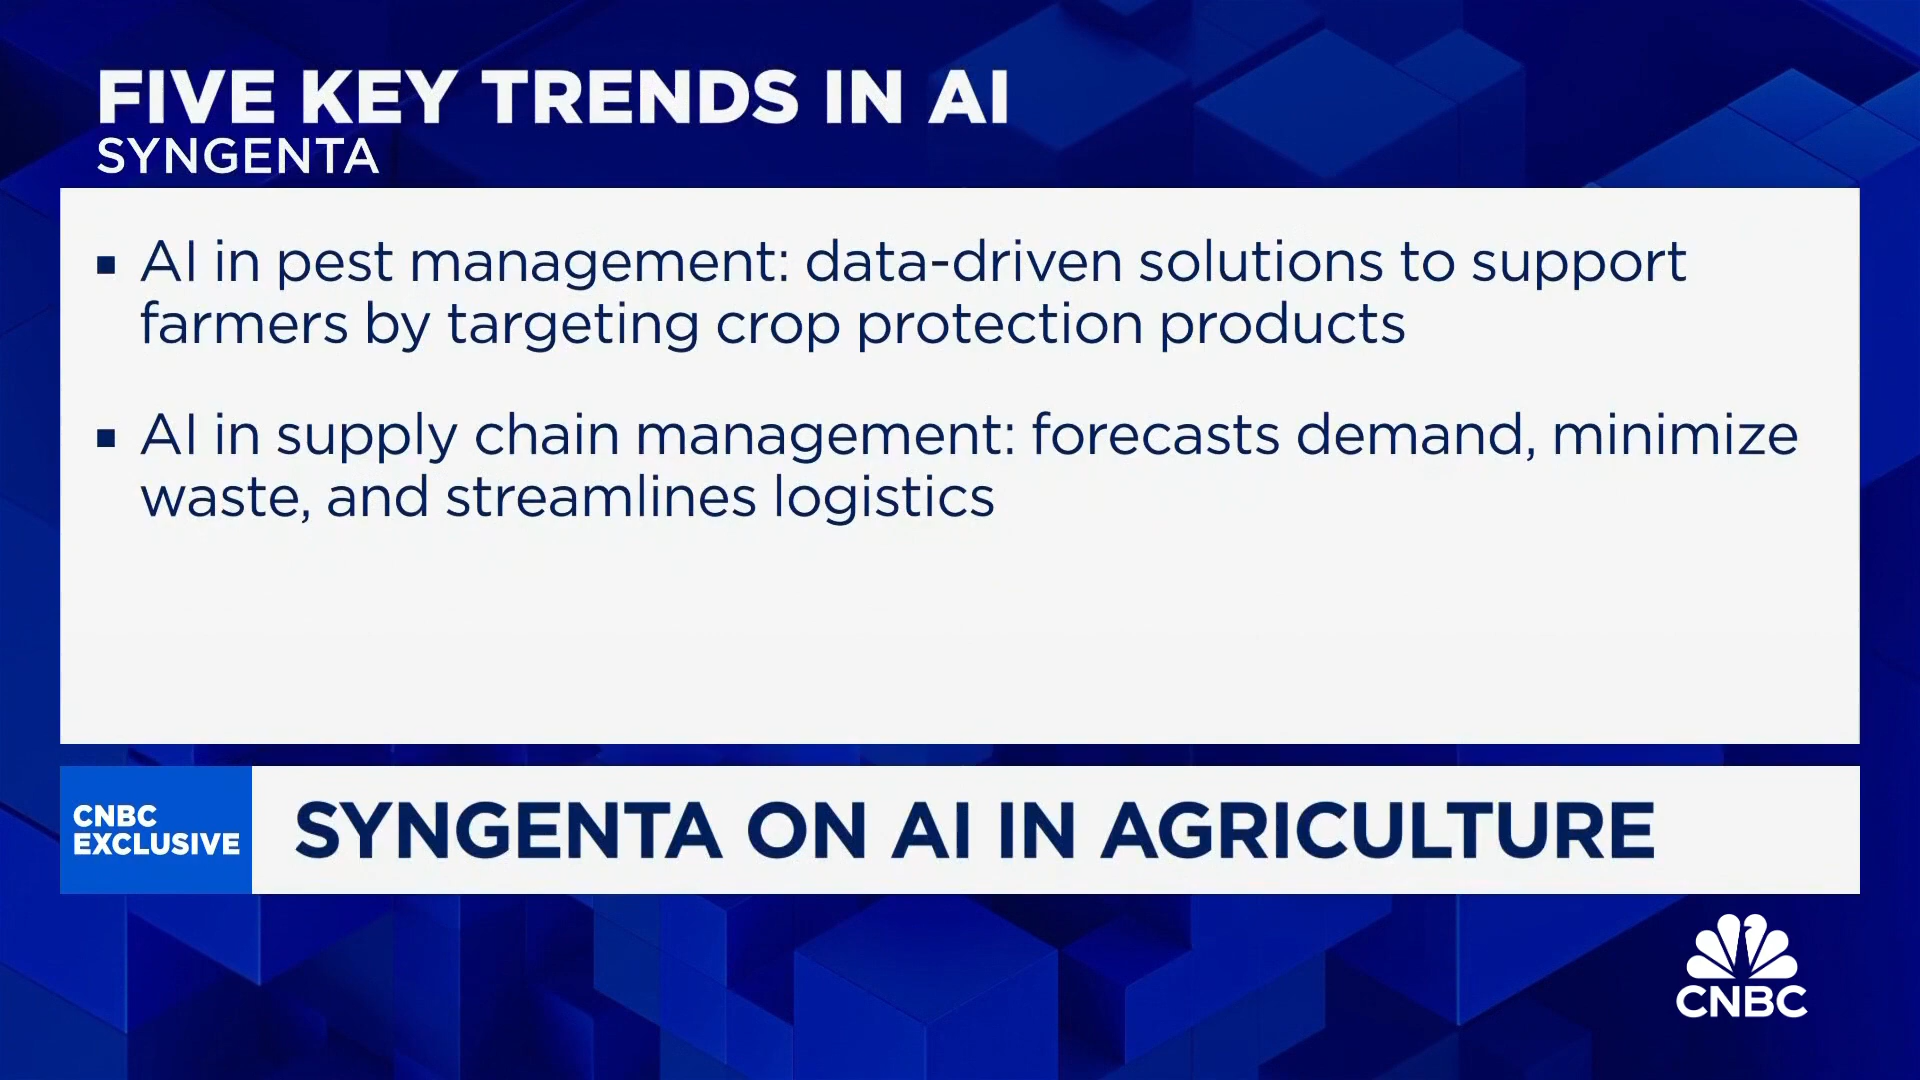 FIVE KEY TRENDS IN AI
SYNGENTA
▪ AI in pest management: data-driven solutions to support
farmers by targeting crop protection products
▪ AI in supply chain management: forecasts demand, minimize
waste, and streamlines logistics
CNBC
EXCLUSIVE
SYNGENTA ON AI IN AGRICULTURE
CNBC